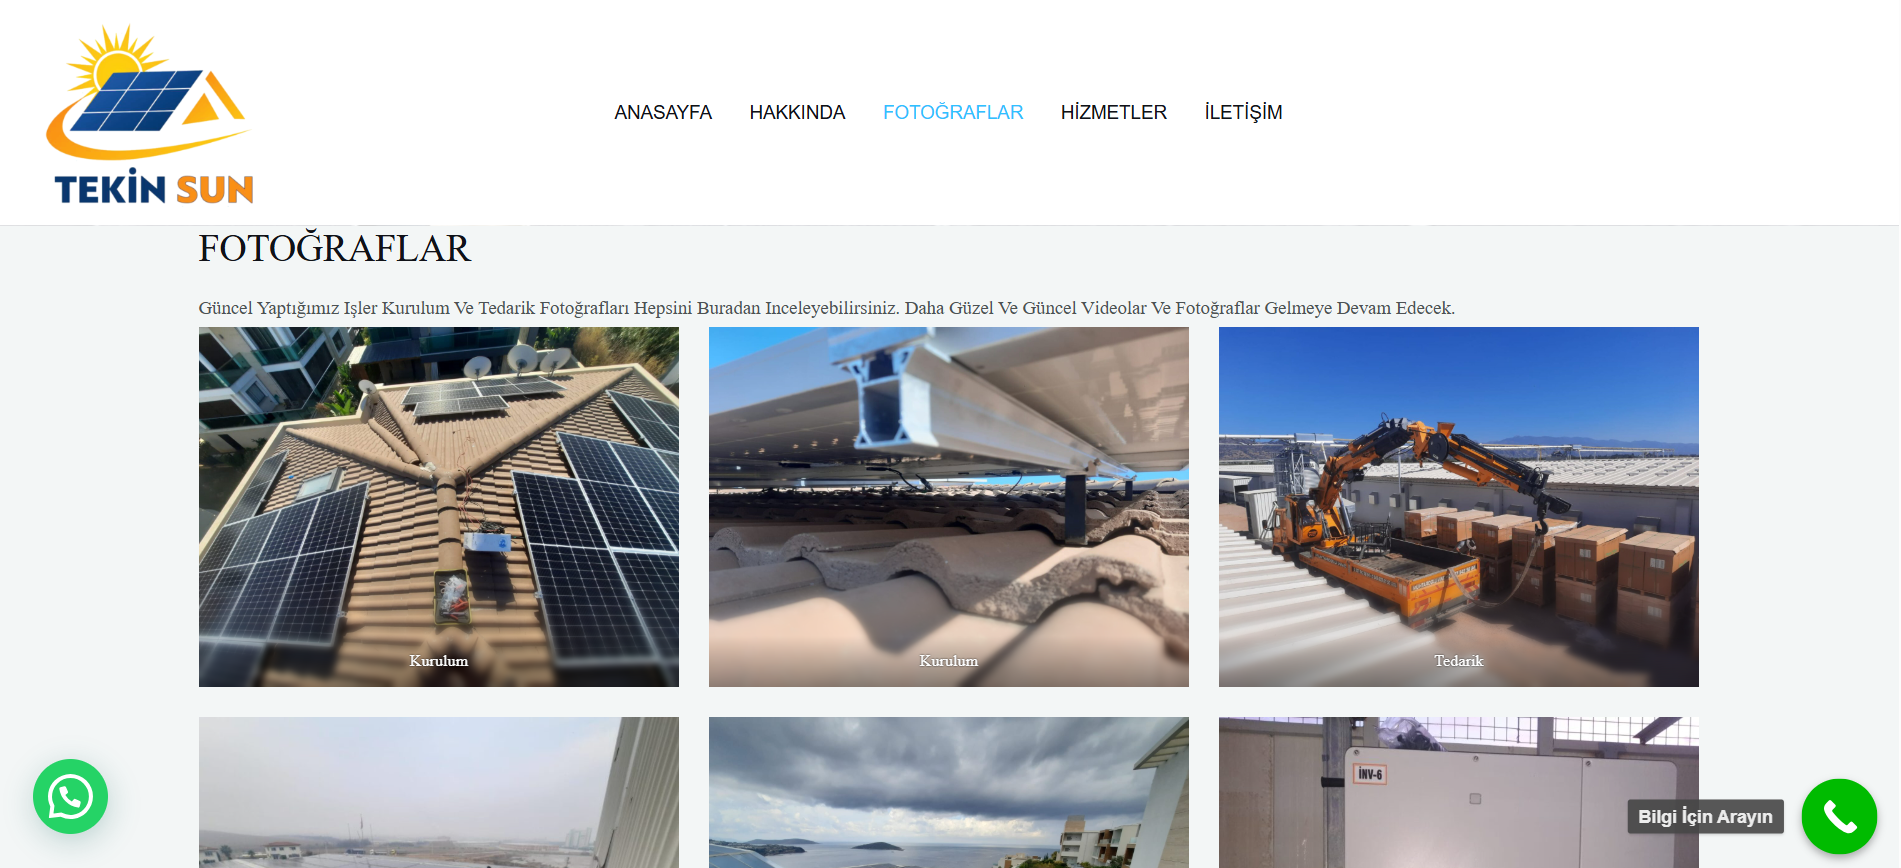 TEKİN SUN
ANASAYFA HAKKINDA FOTOĞRAFLAR HİZMETLER İLETİŞİM
FOTOĞRAFLAR
Güncel Yaptığımız Işler Kurulum Ve Tedarik Fotoğrafları Hepsini Buradan Inceleyebilirsiniz. Daha Güzel Ve Güncel Videolar Ve Fotoğraflar Gelmeye Devam Edecek.
Kurulum
Kurulum
Tedarik
İNV-6
Bilgi İçin Arayın